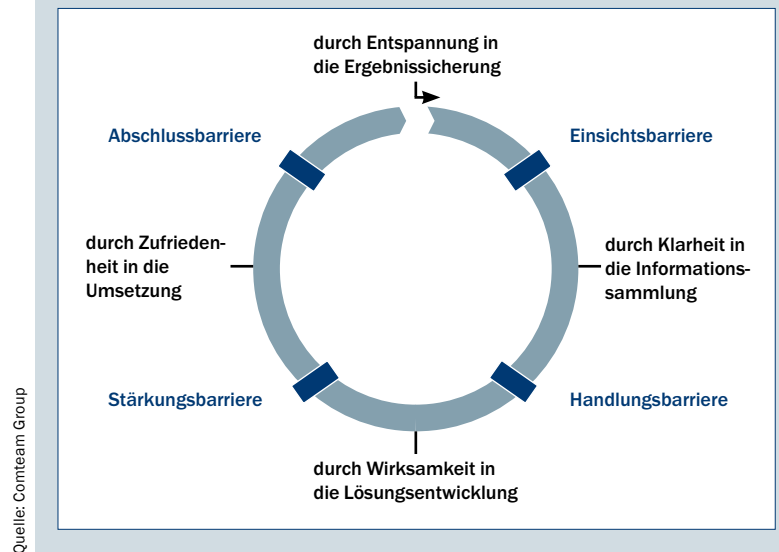 durch Entspannung in
die Ergebnissicherung
Abschlussbarriere
Einsichtsbarriere
durch Zufrieden-
heit in die
Umsetzung
durch Klarheit in
die Informations-
sammlung
Stärkungsbarriere
Handlungsbarriere
durch Wirksamkeit in
die Lösungsentwicklung
Quelle: Comteam Group